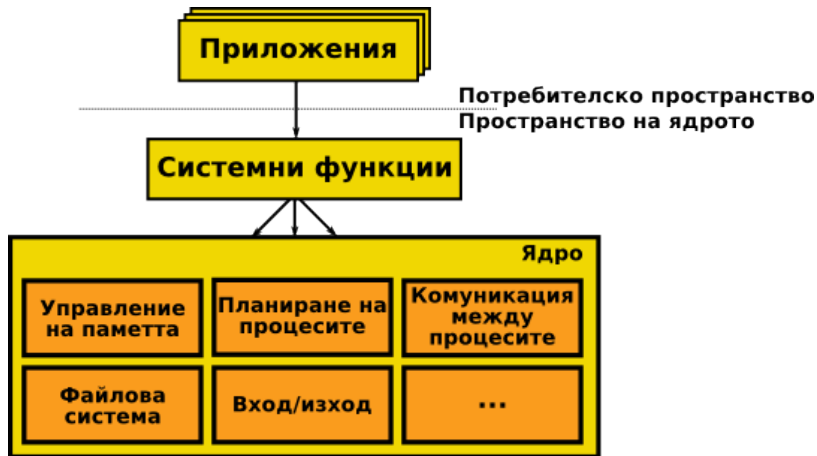 Приложения
Потребителско пространство
Пространство на ядрото
Системни функции
Ядро
Управление
на паметта
Планиране на
процесите
Комуникация
между
процесите
Файлова
система
Вход/изход
...